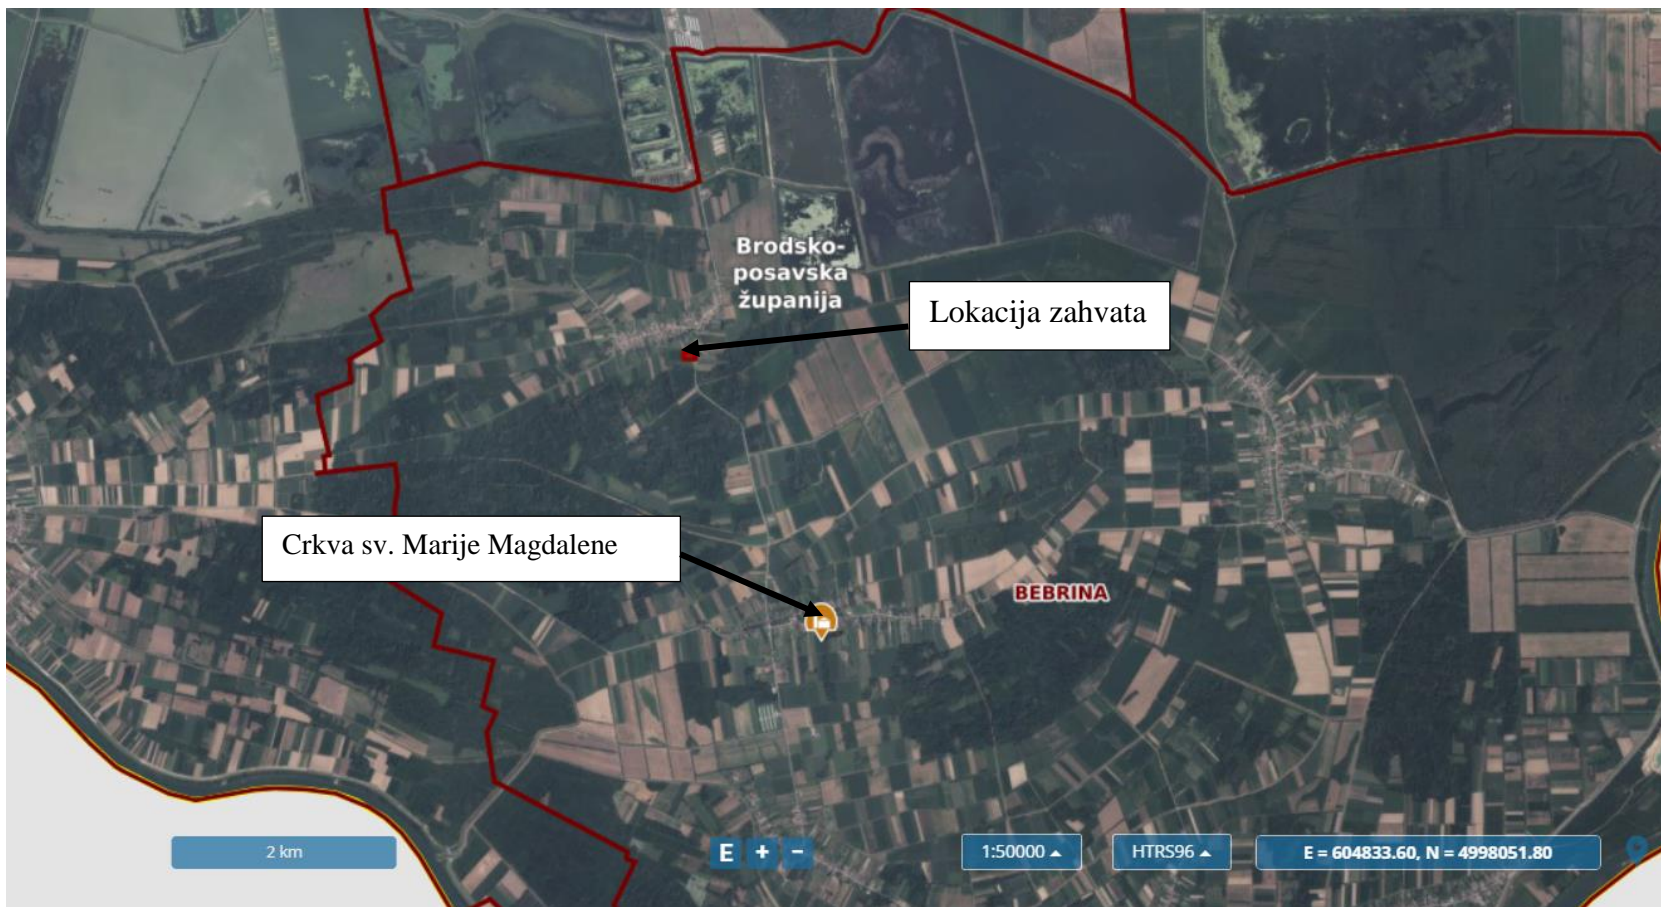 Brodsko-
posavska
županija
Lokacija zahvata
Crkva sv. Marije Magdalene
BEBRINA
2 km
E + −
1:50000
HTRS96
E = 604833.60, N = 4998051.80